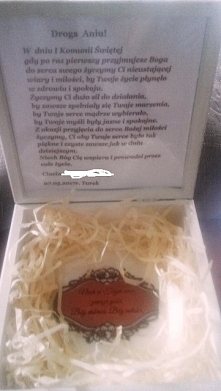 Droga Aniu!
W dniu I Komunii Świętej
gdy po raz pierwszy przyjmujesz Boga
do serca swego życzymy Ci nieustającej
wiary i miłości, by Twoje życie płynęło
w zdrowiu i spokoju.
Życzymy Ci dużo sił do działania,
by zawsze spełniały się Twoje marzenia,
by Twoje serce mądrze wybierało,
by Twoje myśli były jasne i spokojne.
Z okazji przyjęcia do serca Bożej miłości
życzymy Ci, aby Twoje serce było tak
piękne i czyste zawsze jak w dniu
dzisiejszym.
Niech Bóg Cię wspiera i prowadzi przez
całe życie.